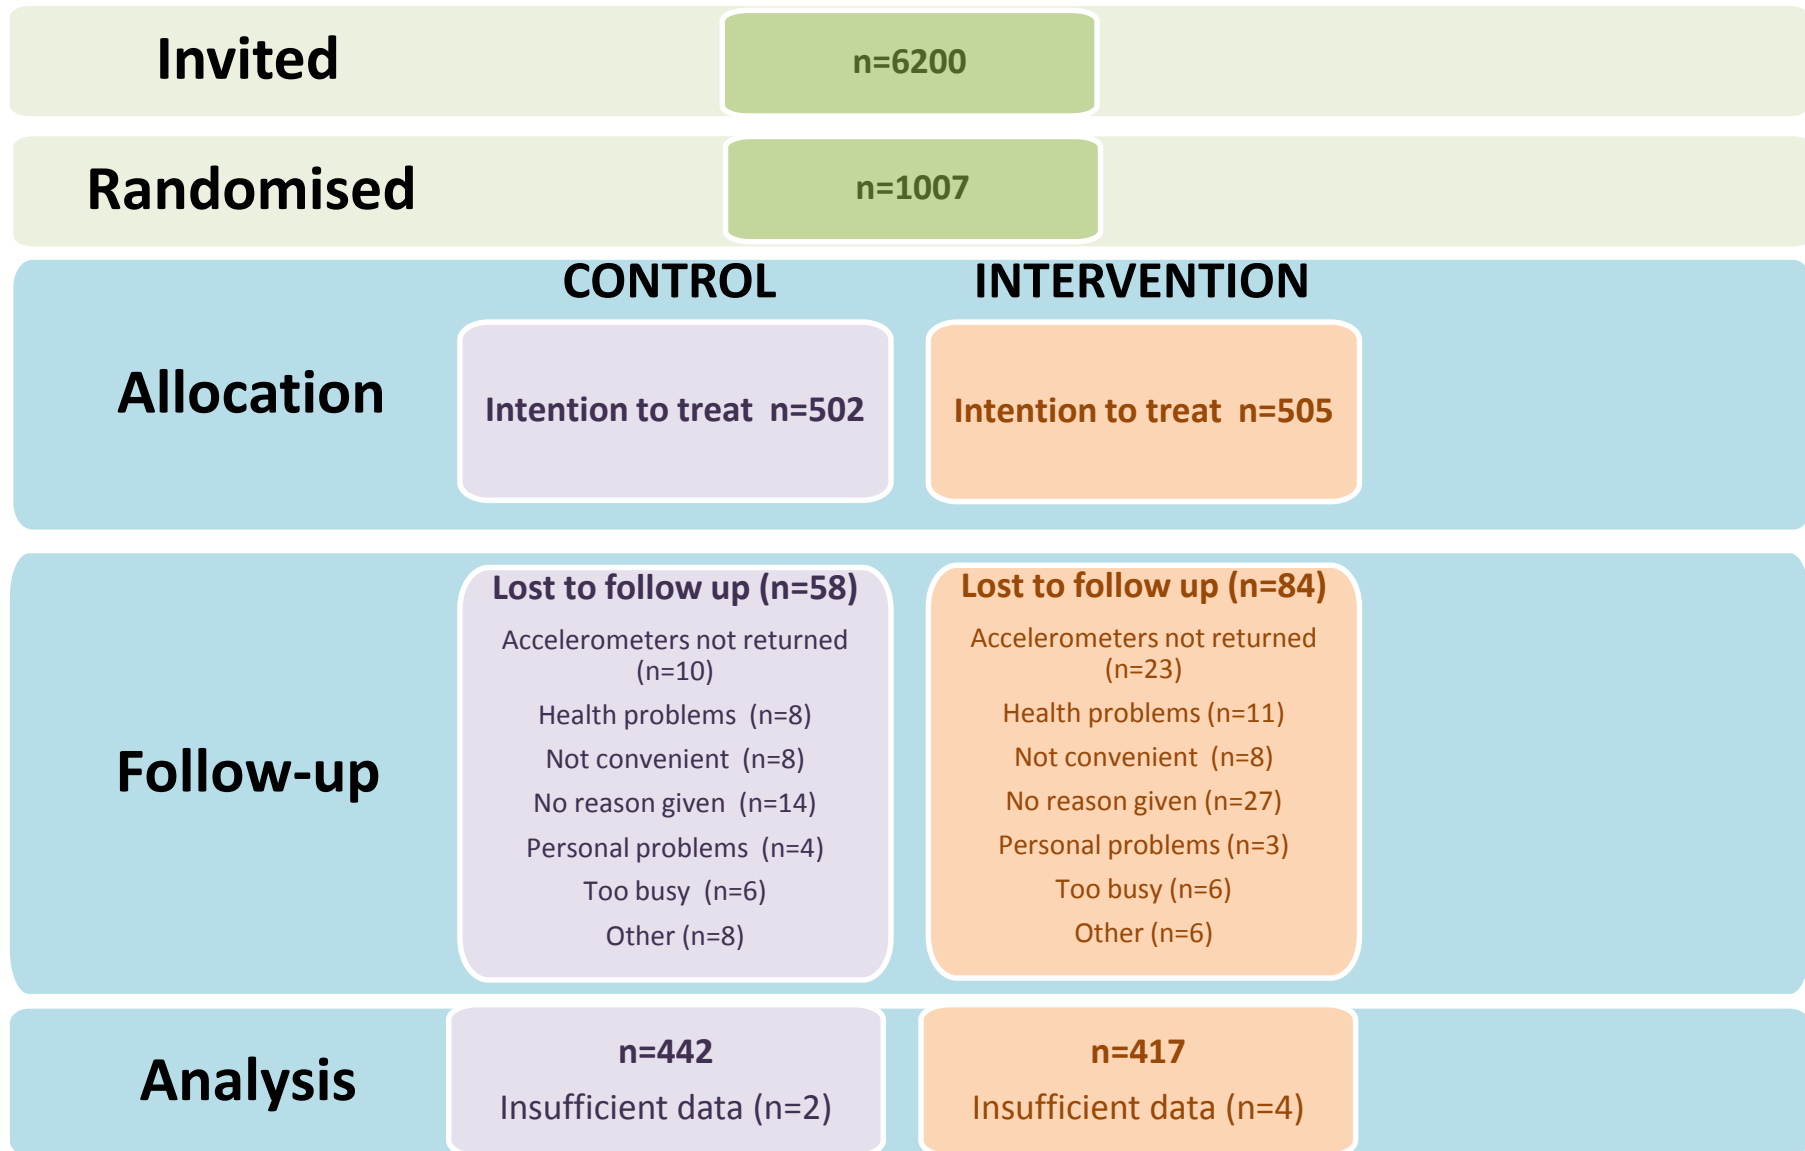 Invited
n=6200
Randomised
n=1007
CONTROL
INTERVENTION
Allocation
Intention to treat  n=502
Intention to treat  n=505
Follow-up
Lost to follow up (n=58)
Accelerometers not returned
(n=10)
Health problems  (n=8)
Not convenient  (n=8)
No reason given  (n=14)
Personal problems  (n=4)
Too busy  (n=6)
Other (n=8)
Lost to follow up (n=84)
Accelerometers not returned
(n=23)
Health problems (n=11)
Not convenient  (n=8)
No reason given (n=27)
Personal problems (n=3)
Too busy (n=6)
Other (n=6)
Analysis
n=442
Insufficient data (n=2)
n=417
Insufficient data (n=4)